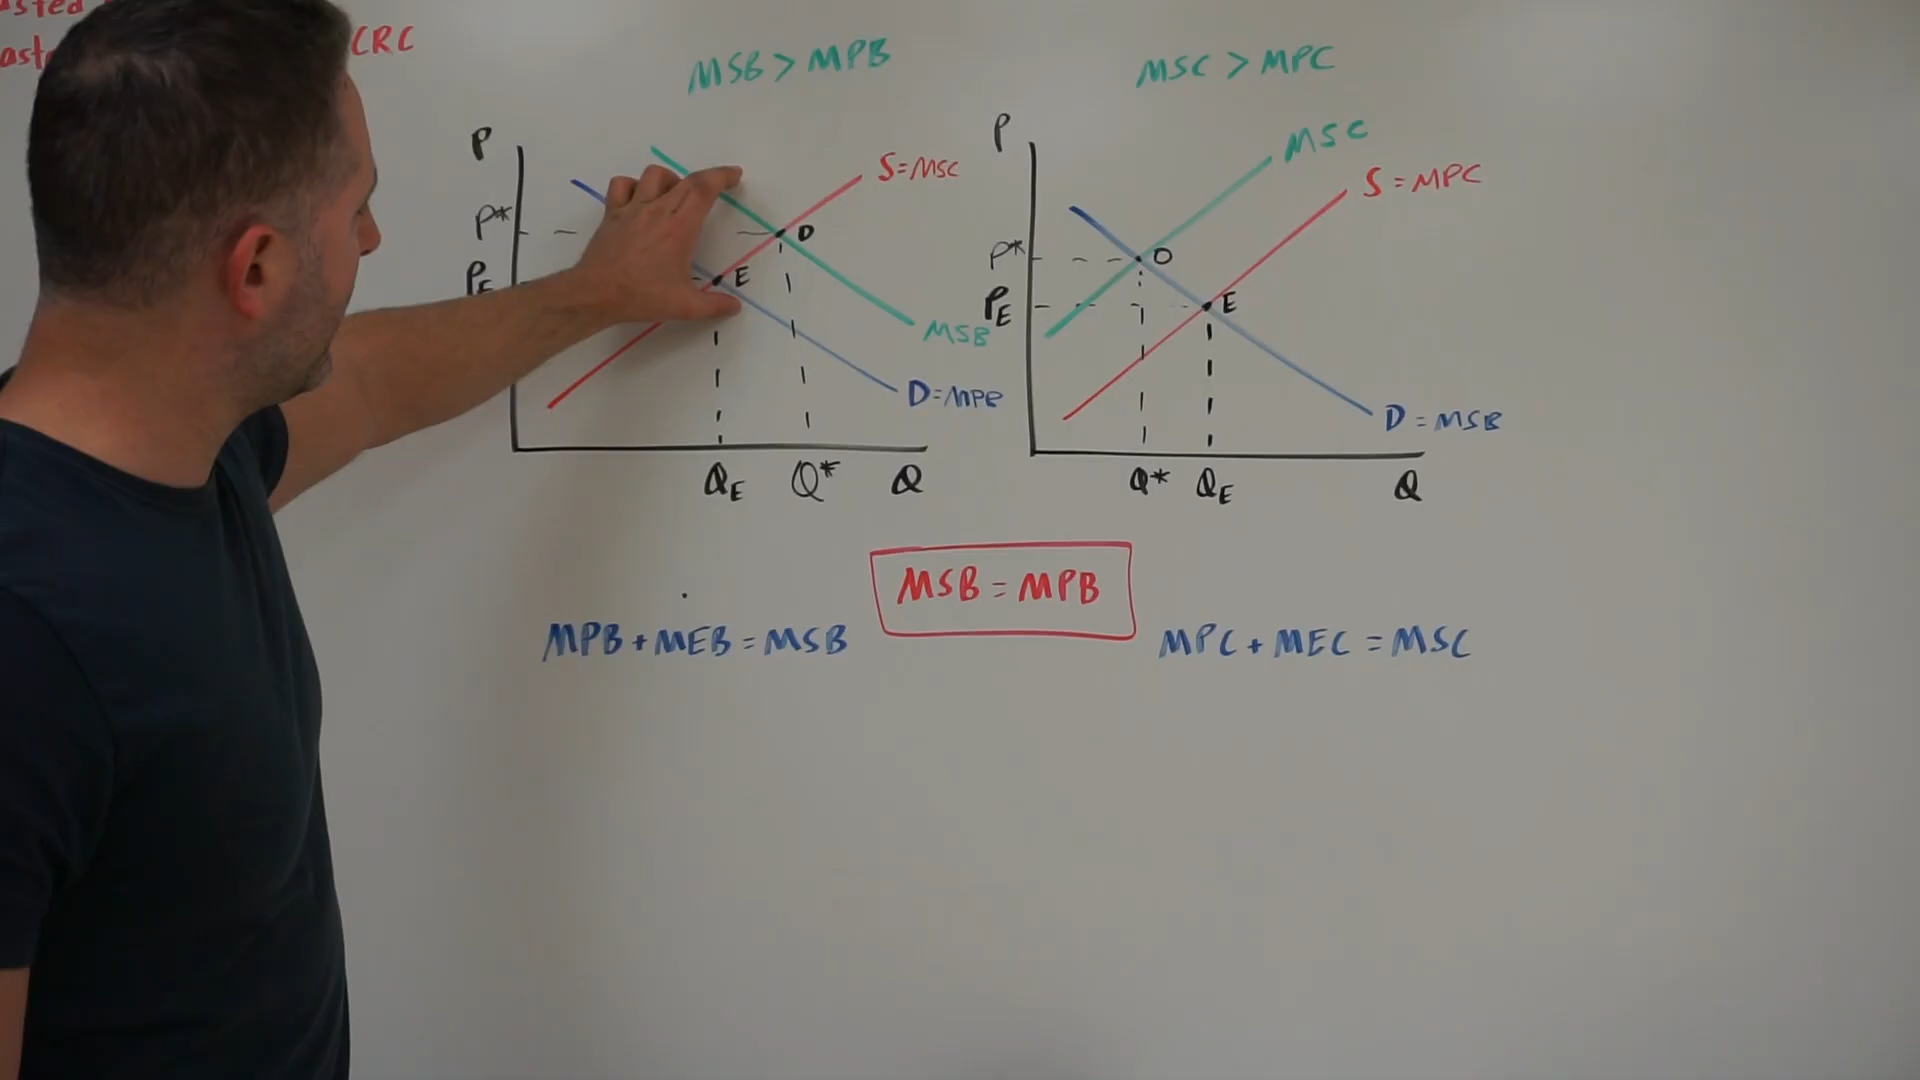 CRC
MSB > MPB
P
S=MSC
P*
O
PE
E
MSB
D=MPB
QE Q* Q
MSC > MPC
P
MSC
S = MPC
P*
O
PE
E
D = MSB
Q* QE Q
MSB = MPB
MPB + MEB = MSB
MPC + MEC = MSC